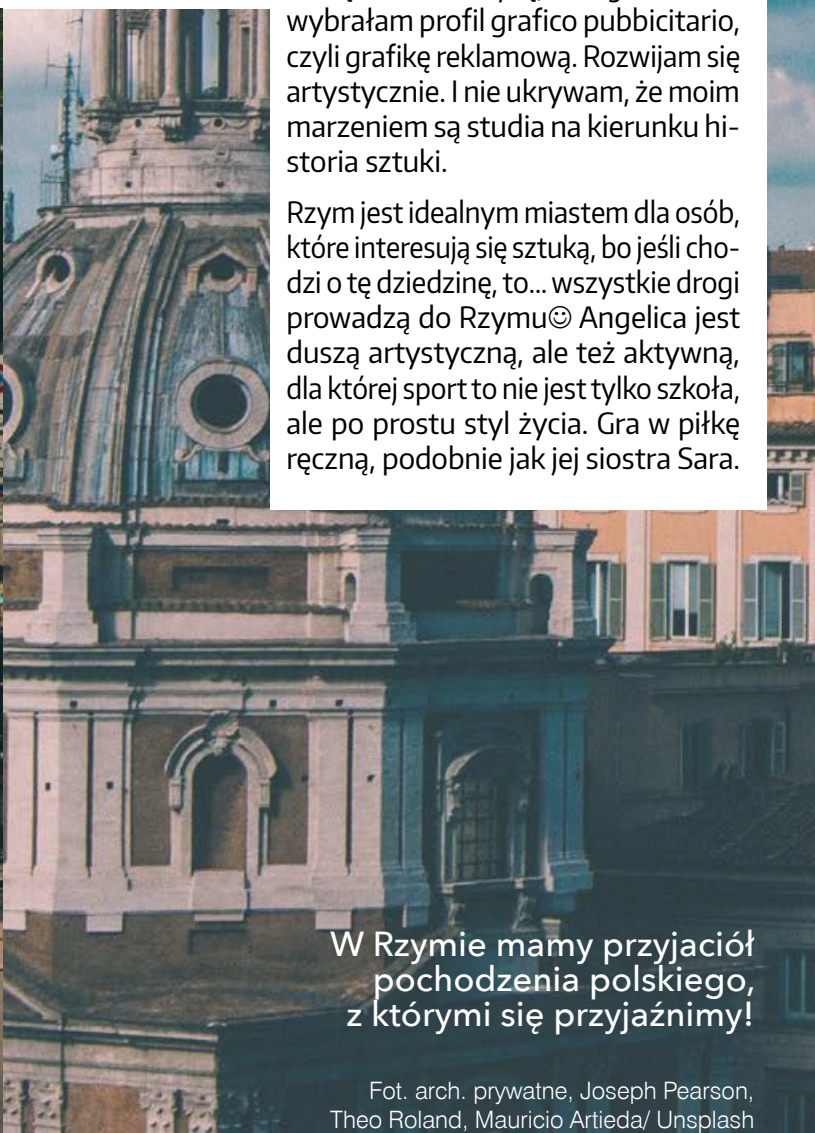 wybrałam profil grafico pubbicitario,
czyli grafikę reklamową. Rozwijam się
artystycznie. I nie ukrywam, że moim
marzeniem są studia na kierunku hi-
storia sztuki.
Rzym jest idealnym miastem dla osób,
które interesują się sztuką, bo jeśli cho-
dzi o tę dziedzinę, to... wszystkie drogi
prowadzą do Rzymu☺ Angelica jest
duszą artystyczną, ale też aktywną,
dla której sport to nie jest tylko szkoła,
ale po prostu styl życia. Gra w piłkę
ręczną, podobnie jak jej siostra Sara.
W Rzymie mamy przyjaciół
pochodzenia polskiego,
z którymi się przyjaźnimy!
Fot. arch. prywatne, Joseph Pearson,
Theo Roland, Mauricio Artieda/ Unsplash